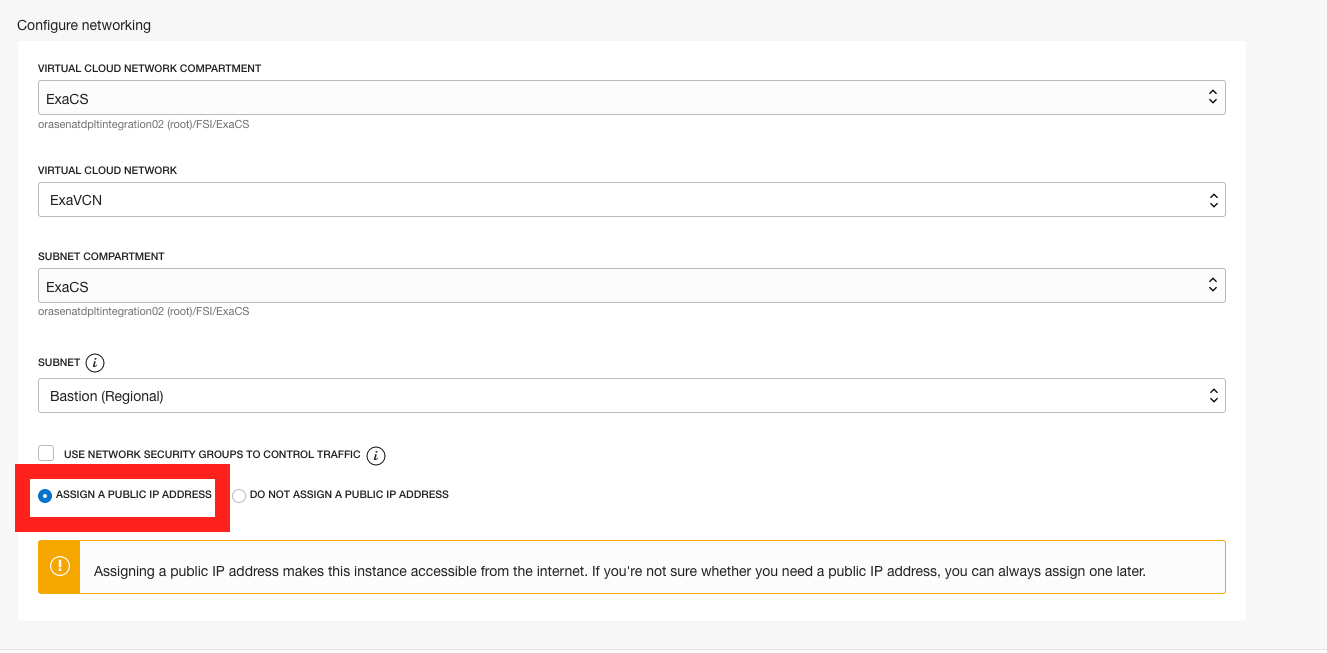 Configure networking
VIRTUAL CLOUD NETWORK COMPARTMENT
ExaCS
orasenatdpltintegration02 (root)/FSI/ExaCS
VIRTUAL CLOUD NETWORK
ExaVCN
SUBNET COMPARTMENT
ExaCS
orasenatdpltintegration02 (root)/FSI/ExaCS
SUBNET i
Bastion (Regional)
USE NETWORK SECURITY GROUPS TO CONTROL TRAFFIC i
ASSIGN A PUBLIC IP ADDRESS DO NOT ASSIGN A PUBLIC IP ADDRESS
! Assigning a public IP address makes this instance accessible from the internet. If you're not sure whether you need a public IP address, you can always assign one later.